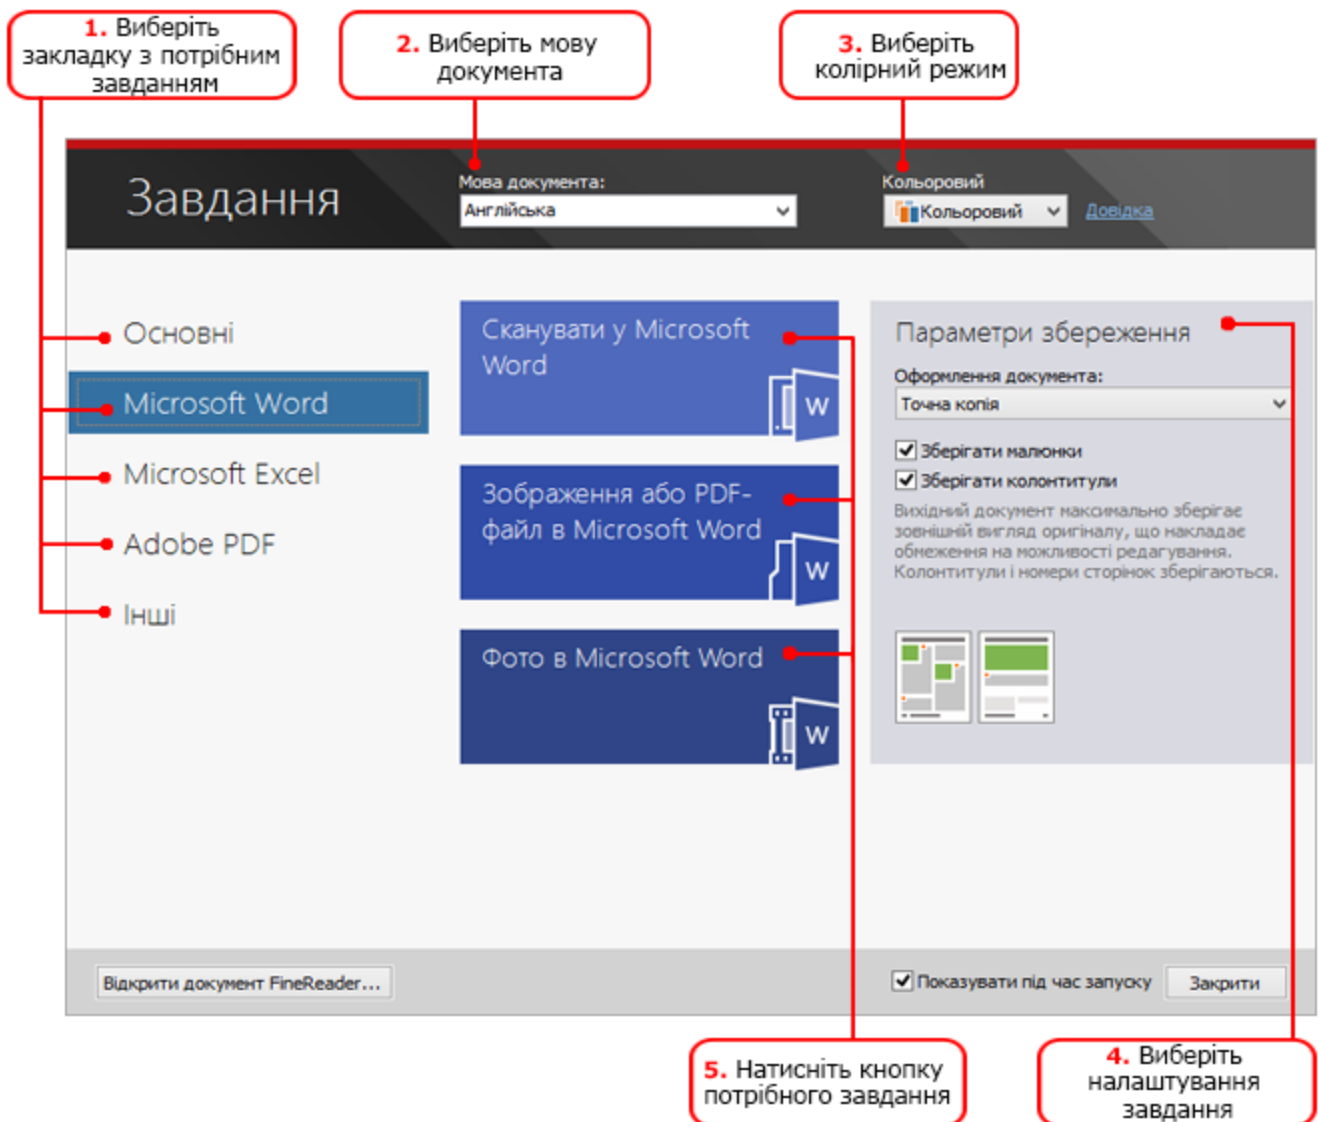 1. Виберіть
закладку з потрібним
завданням
2. Виберіть мову
документа
3. Виберіть
колірний режим
Завдання
Мова документа:
Англійська
Кольоровий
Кольоровий
Довідка
Основні
Microsoft Word
Microsoft Excel
Adobe PDF
Інші
Сканувати у Microsoft
Word
W
Зображення або PDF-
файл в Microsoft Word
W
Фото в Microsoft Word
W
Параметри збереження
Оформлення документа:
Точна копія
Зберігати малюнки
Зберігати колонтитули
Вихідний документ максимально зберігає
зовнішній вигляд оригіналу, що накладає
обмеження на можливості редагування.
Колонтитули і номери сторінок зберігаються.
Відкрити документ FineReader...
Показувати під час запуску
Закрити
5. Натисніть кнопку
потрібного завдання
4. Виберіть
налаштування
завдання